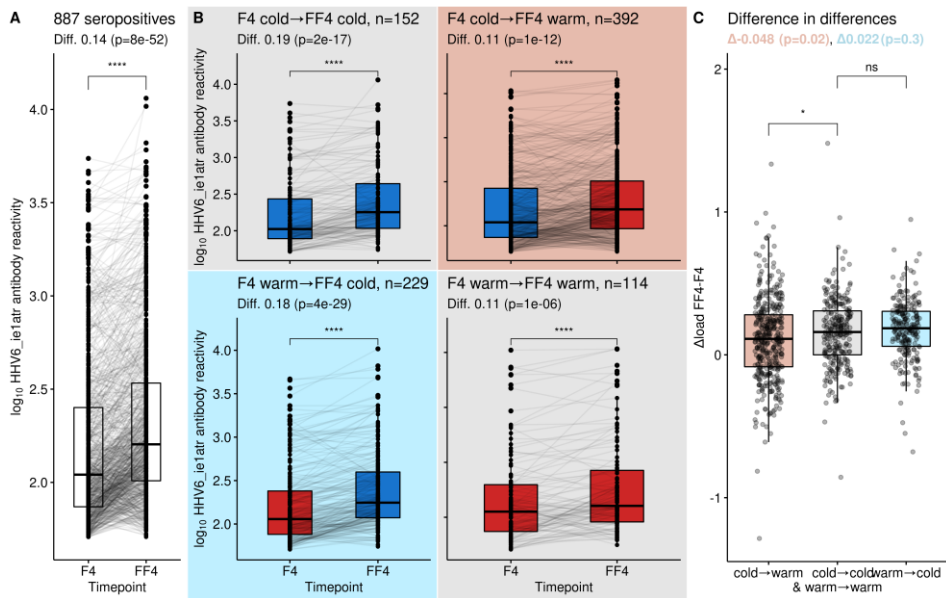 A
887 seropositives
Diff. 0.14 (p=8e-52)
****
log10 HHV6_ie1atr antibody reactivity
4.0
3.5
3.0
2.5
2.0
F4
FF4
Timepoint
B
F4 cold→FF4 cold, n=152
Diff. 0.19 (p=2e-17)
****
log10 HHV6_ie1atr antibody reactivity
4.0
3.5
3.0
2.5
2.0
F4
FF4
F4 cold→FF4 warm, n=392
Diff. 0.11 (p=1e-12)
****
F4
FF4
F4 warm→FF4 cold, n=229
Diff. 0.18 (p=4e-29)
****
log10 HHV6_ie1atr antibody reactivity
4.0
3.5
3.0
2.5
2.0
F4
FF4
Timepoint
F4 warm→FF4 warm, n=114
Diff. 0.11 (p=1e-06)
****
F4
FF4
Timepoint
C
Difference in differences
Δ-0.048 (p=0.02), Δ0.022 (p=0.3)
ns
*
Δload FF4-F4
2
1
0
-1
cold→warm
cold→cold
& warm→warm
warm→cold